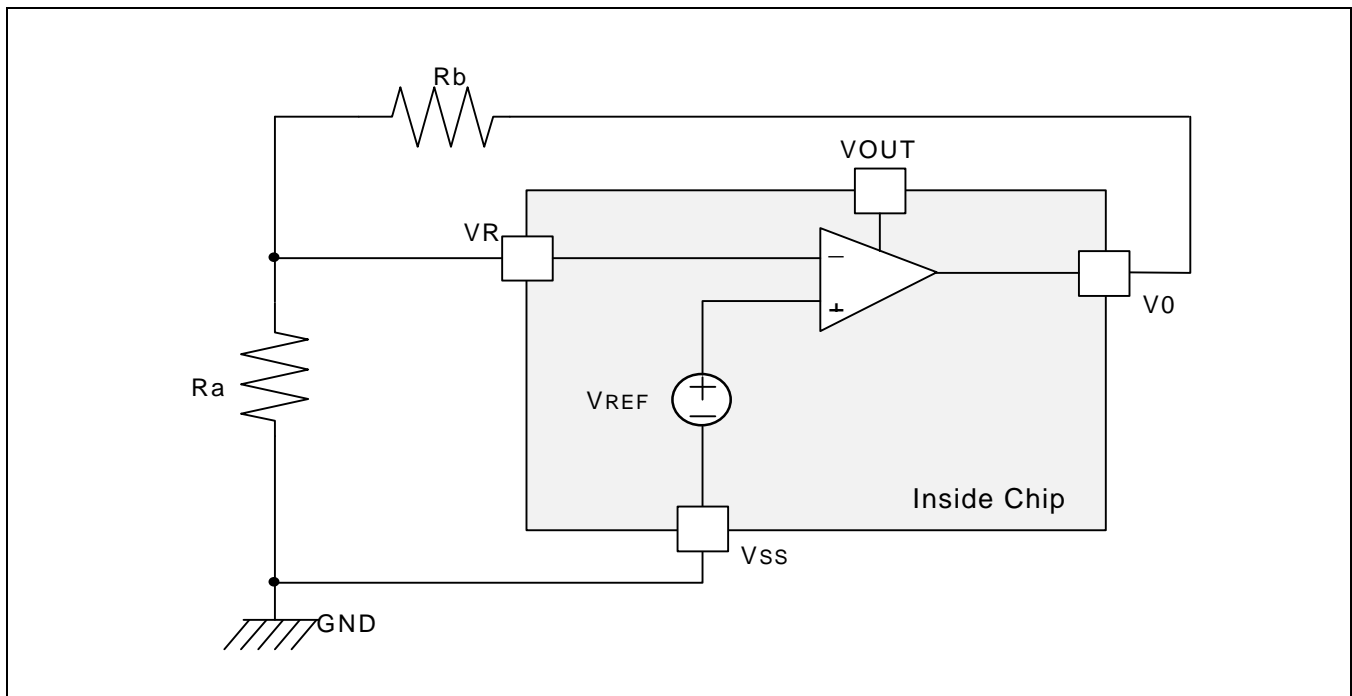 Rb
VOUT
VR
−
+
V0
Ra
VREF
+
−
Inside Chip
VSS
GND